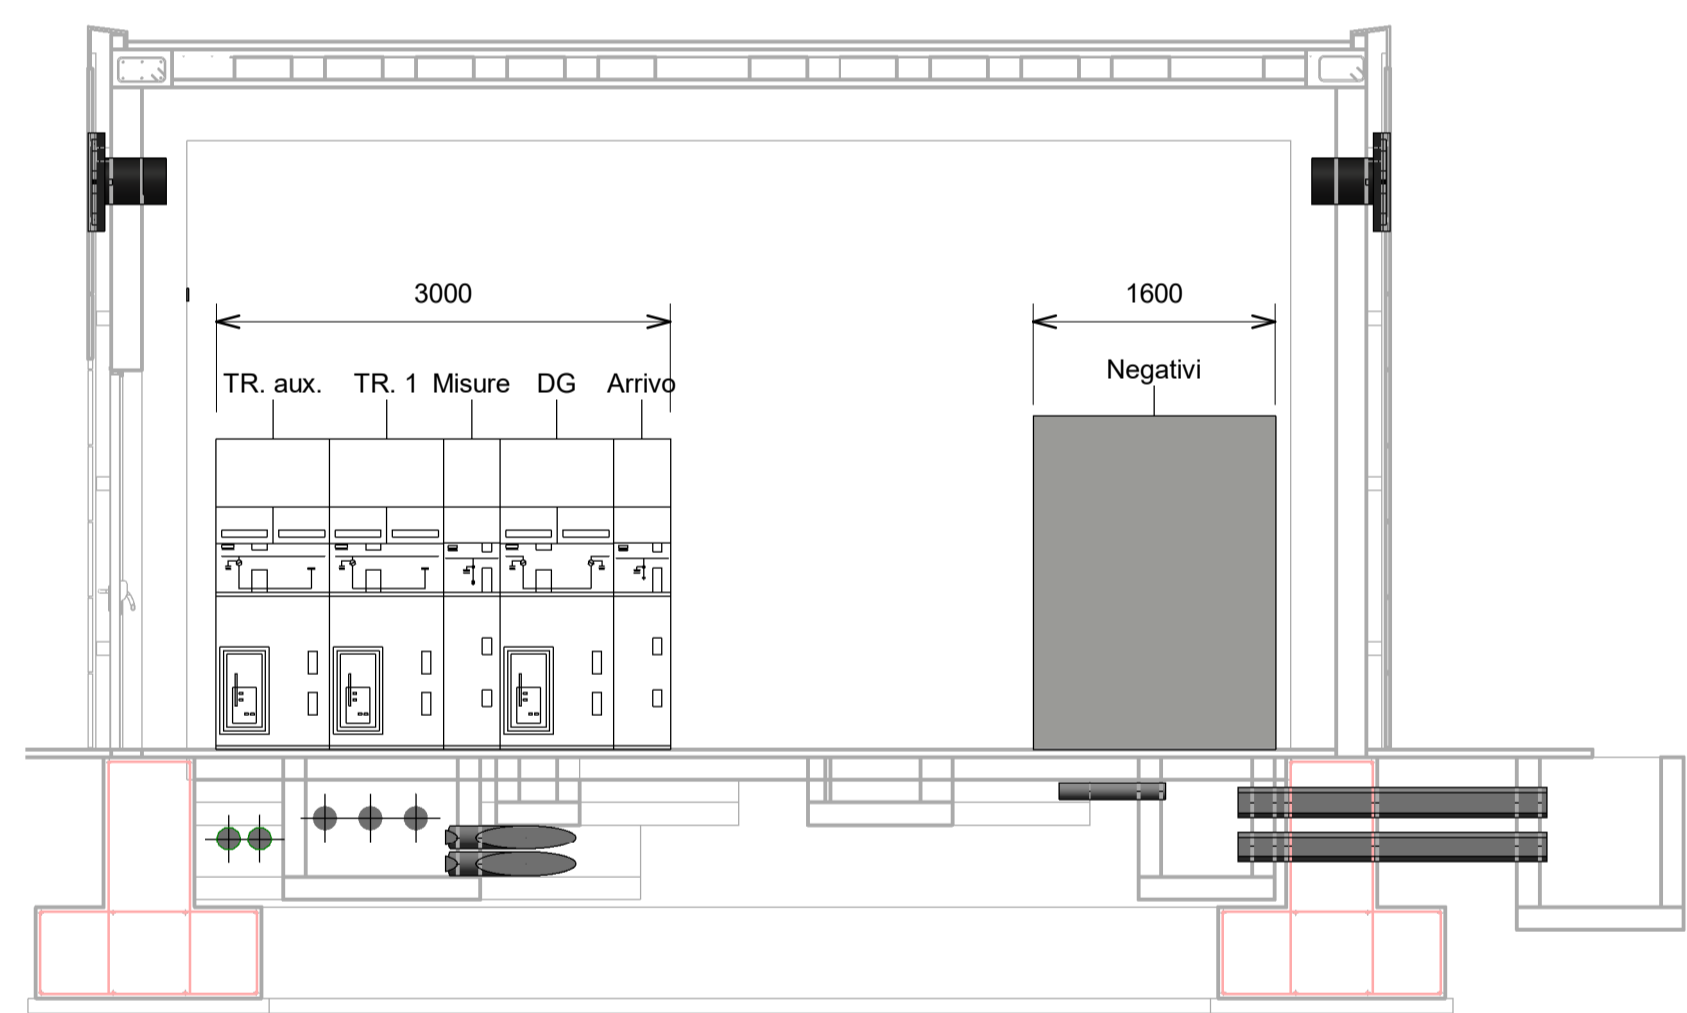 3000
1600
TR. aux.
TR. 1
Misure
DG
Arrivo
Negativi